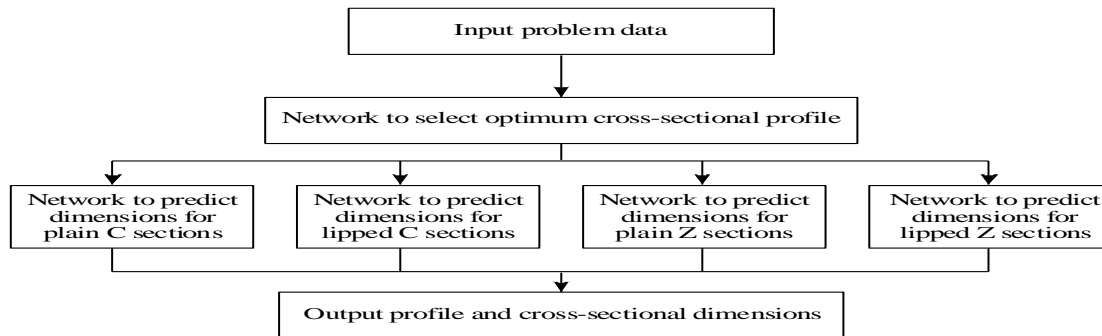 Input problem data
Network to select optimum cross-sectional profile
Network to predict
dimensions for
plain C sections
Network to predict
dimensions for
lipped C sections
Network to predict
dimensions for
plain Z sections
Network to predict
dimensions for
lipped Z sections
Output profile and cross-sectional dimensions